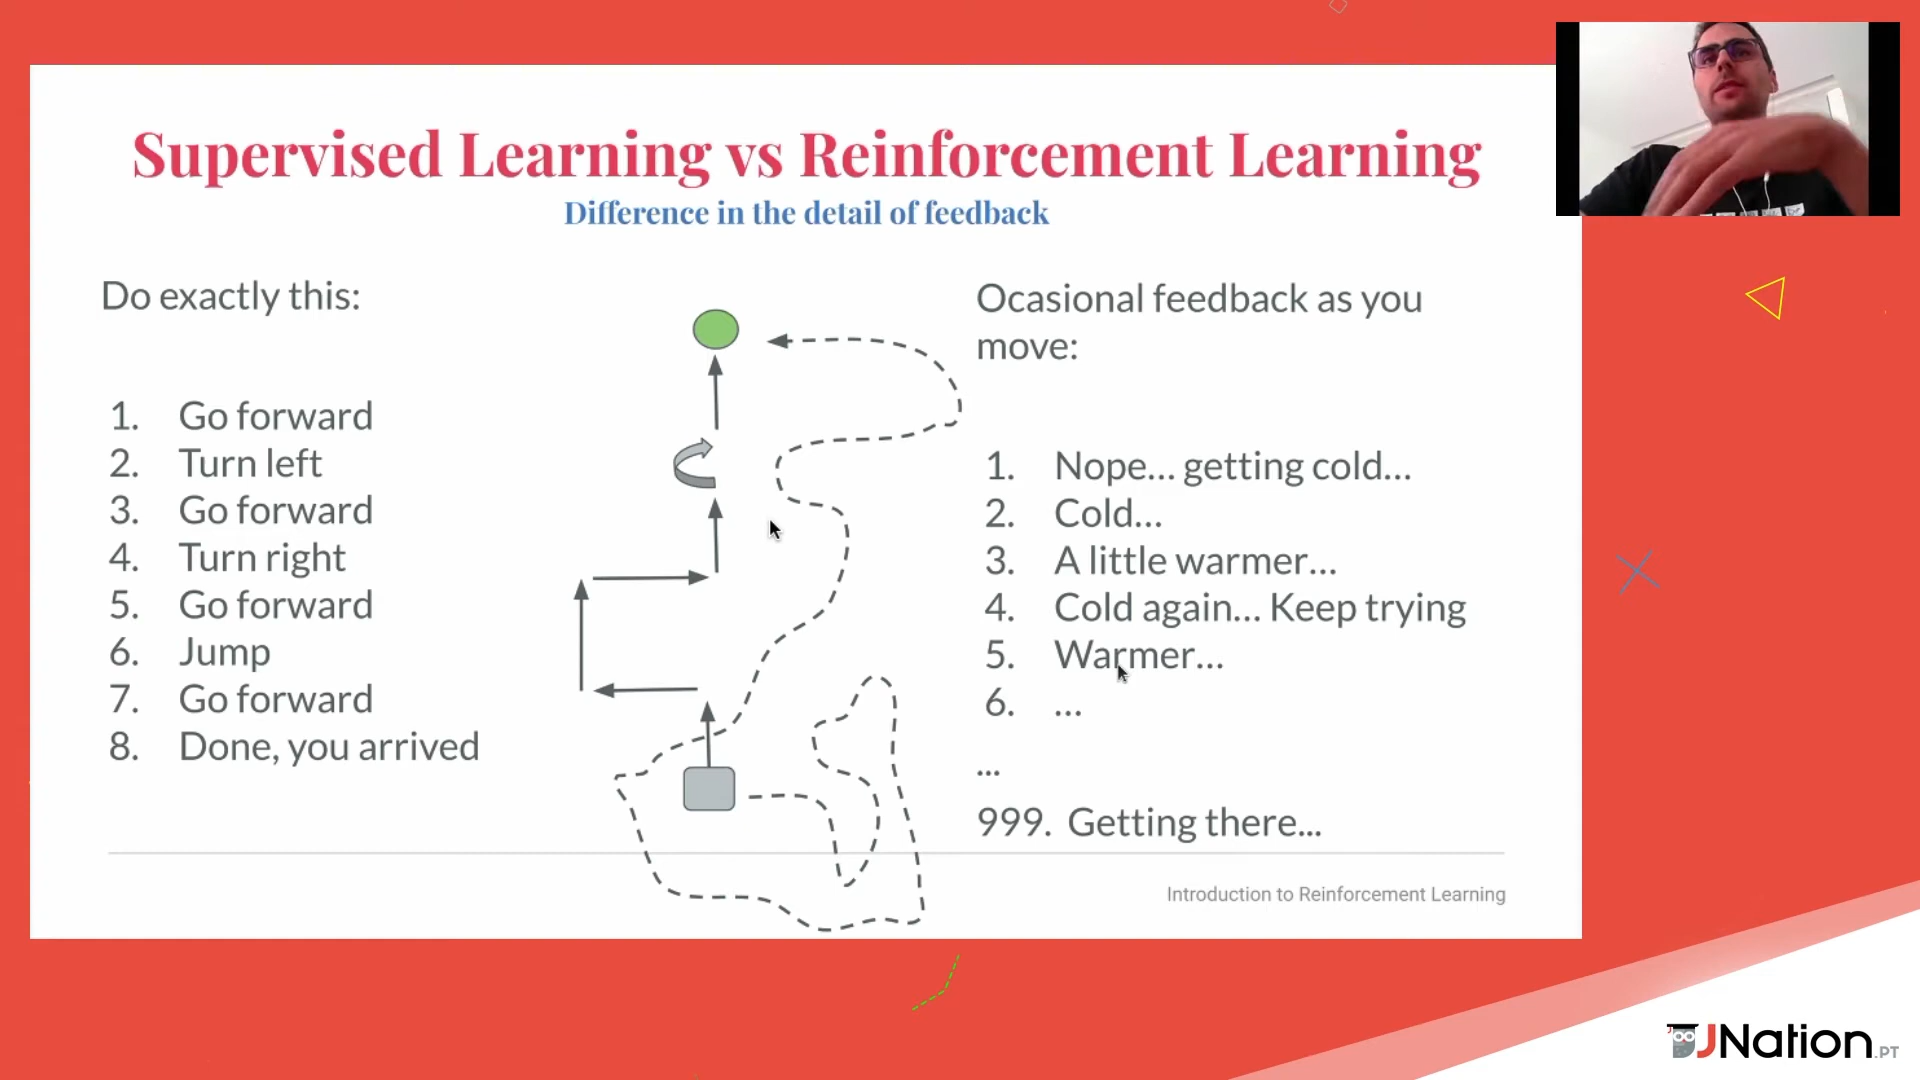 Supervised Learning vs Reinforcement Learning
Difference in the detail of feedback
Do exactly this:
1. Go forward
2. Turn left
3. Go forward
4. Turn right
5. Go forward
6. Jump
7. Go forward
8. Done, you arrived
Ocasional feedback as you
move:
1. Nope... getting cold...
2. Cold...
3. A little warmer...
4. Cold again... Keep trying
5. Warmer...
6. ...
...
999. Getting there...
Introduction to Reinforcement Learning
JNation.PT